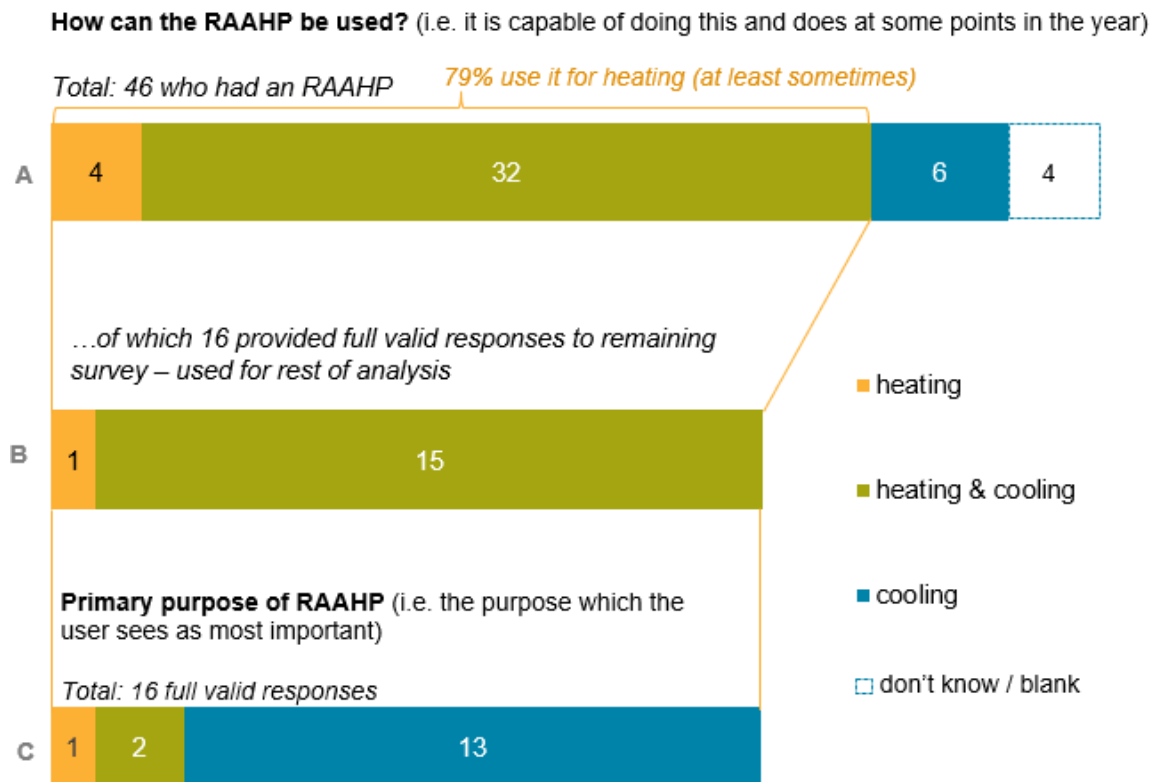 How can the RAAHP be used? (i.e. it is capable of doing this and does at some points in the year)
Total: 46 who had an RAAHP
79% use it for heating (at least sometimes)
A
4
32
6
4
…of which 16 provided full valid responses to remaining
survey – used for rest of analysis
heating
B
1
15
heating & cooling
Primary purpose of RAAHP (i.e. the purpose which the
user sees as most important)
cooling
Total: 16 full valid responses
don't know / blank
C
1
2
13